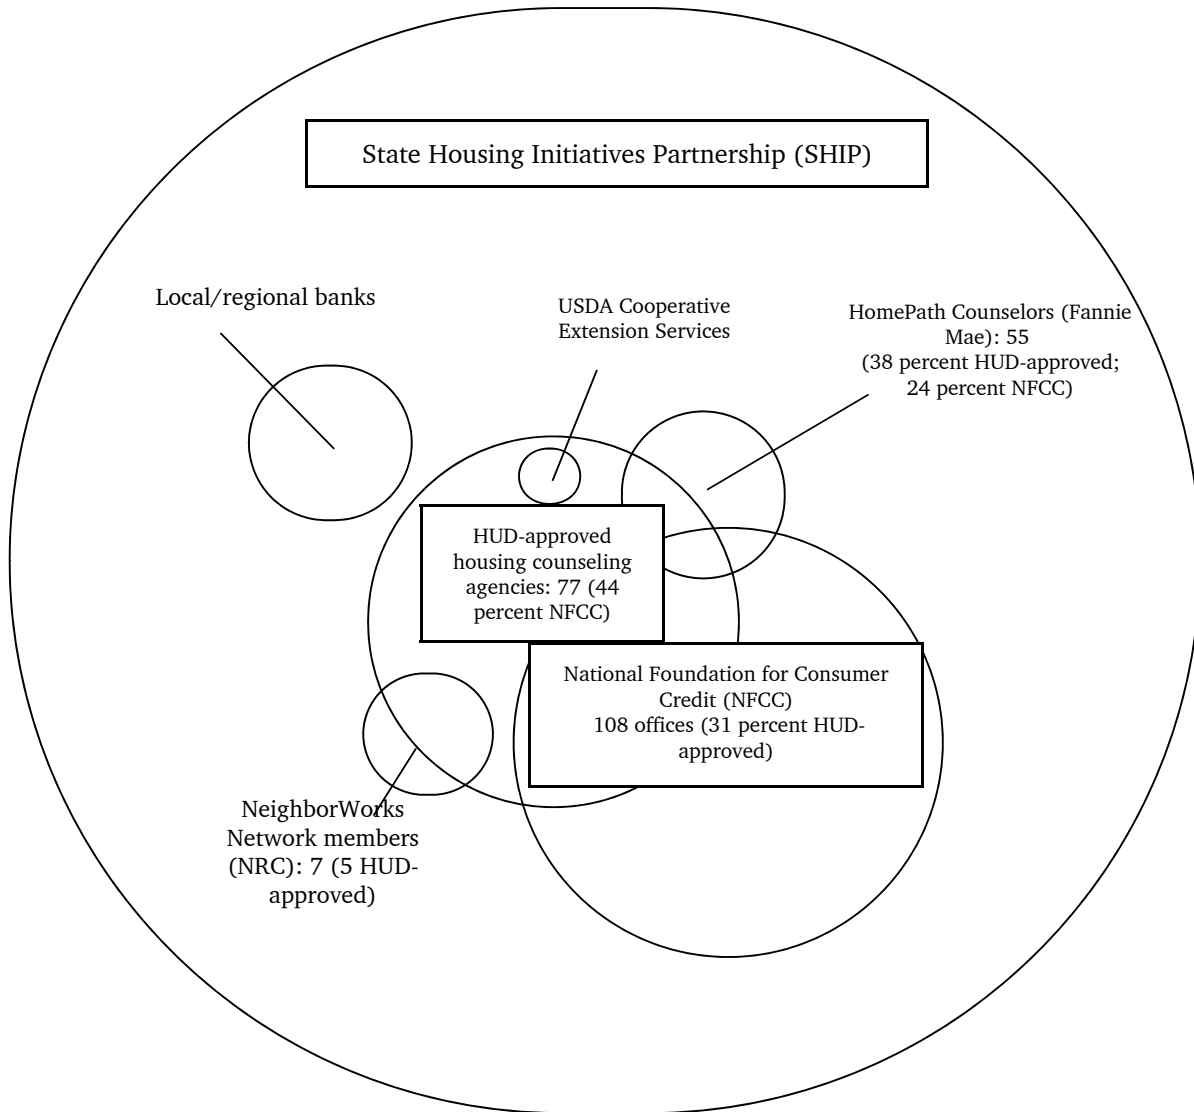 State Housing Initiatives Partnership (SHIP)
Local/regional banks
USDA Cooperative
Extension Services
HomePath Counselors (Fannie
Mae): 55
(38 percent HUD-approved;
24 percent NFCC)
HUD-approved
housing counseling
agencies: 77 (44
percent NFCC)
National Foundation for Consumer
Credit (NFCC)
108 offices (31 percent HUD-
approved)
NeighborWorks
Network members
(NRC): 7 (5 HUD-
approved)